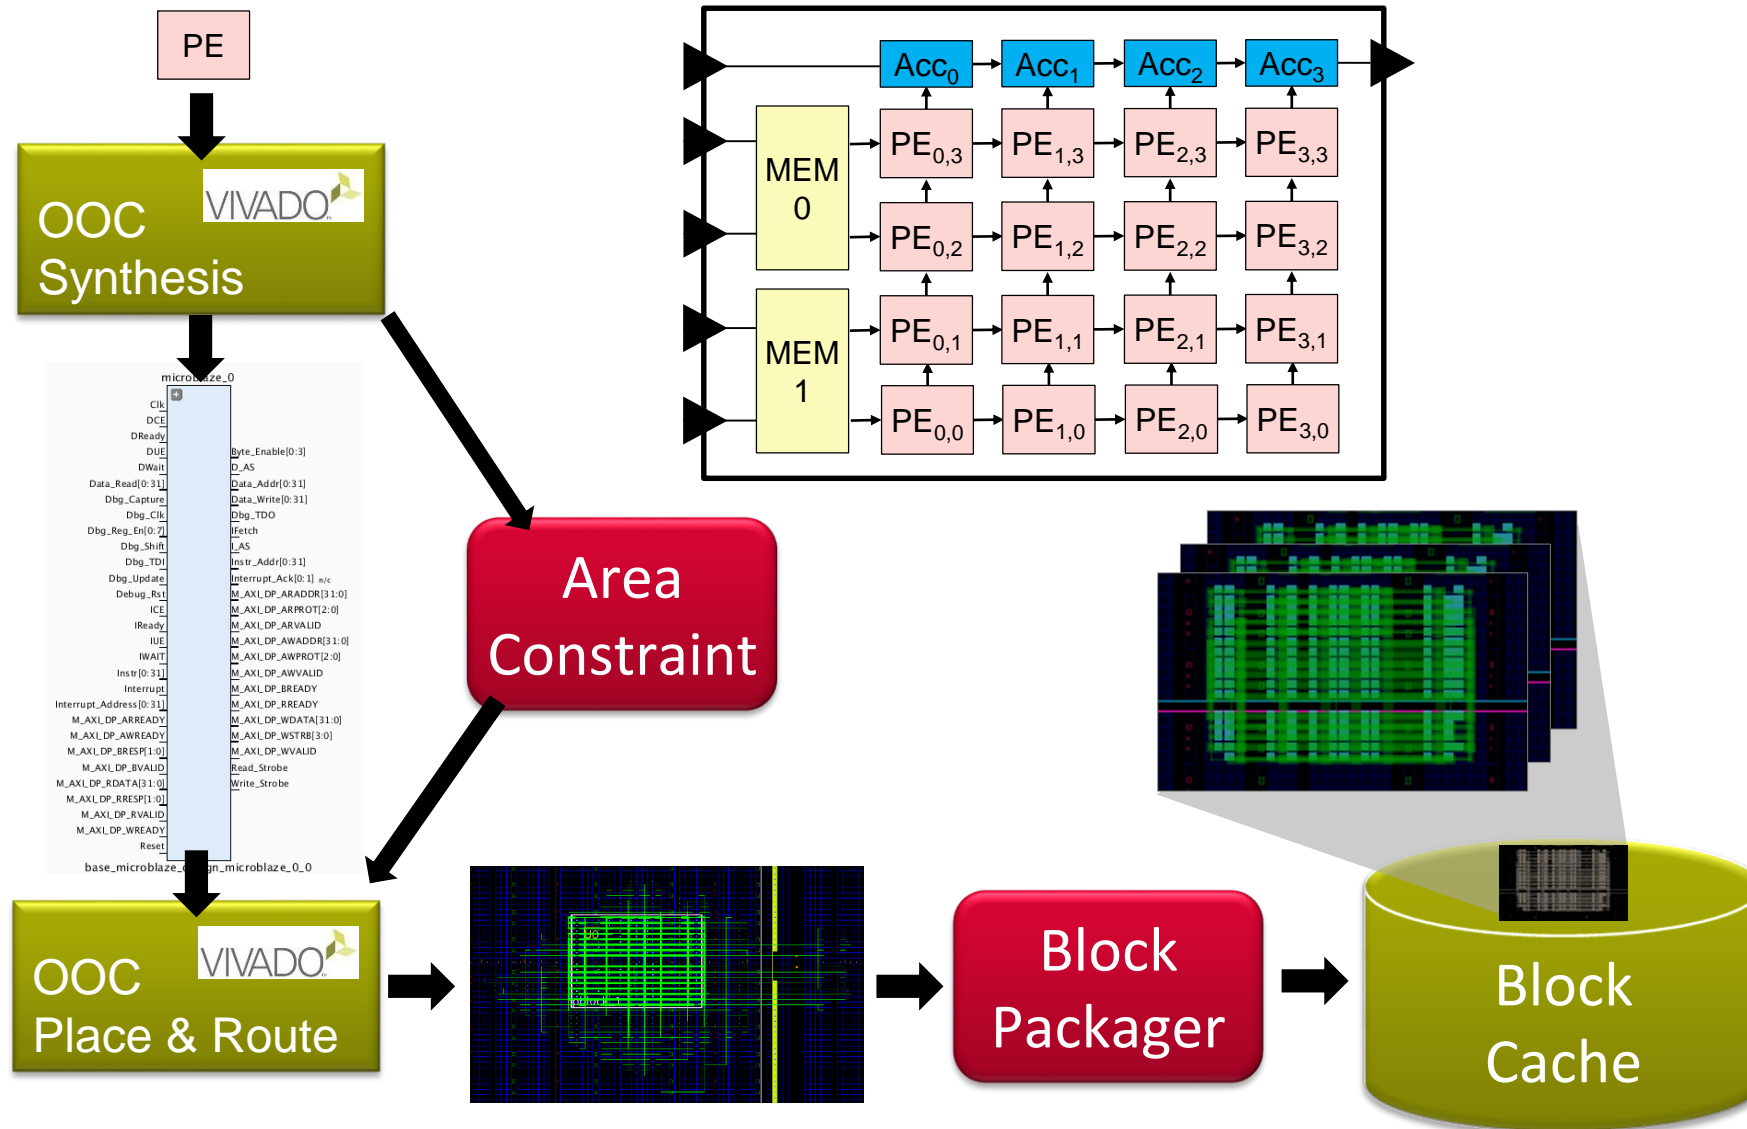 PE
VIVADO
OOC
Synthesis
microblaze_0
Clk
DCE
DReady
DUE
DWait
Data_Read[0:31]
Dbg_Capture
Dbg_Clk
Dbg_Reg_En[0:7]
Dbg_Shift
Dbg_TDI
Dbg_Update
Debug_Rst
ICE
IReady
IUE
IWAIT
Instr[0:31]
Interrupt
Interrupt_Address[0:31]
M_AXI_DP_ARREADY
M_AXI_DP_AWREADY
M_AXI_DP_BRESP[1:0]
M_AXI_DP_BVALID
M_AXI_DP_RDATA[31:0]
M_AXI_DP_RRESP[1:0]
M_AXI_DP_RVALID
M_AXI_DP_WREADY
Reset
Byte_Enable[0:3]
D_AS
Data_Addr[0:31]
Data_Write[0:31]
Dbg_TDO
IFetch
I_AS
Instr_Addr[0:31]
Interrupt_Ack[0:1] n/c
M_AXI_DP_ARADDR[31:0]
M_AXI_DP_ARPROT[2:0]
M_AXI_DP_ARVALID
M_AXI_DP_AWADDR[31:0]
M_AXI_DP_AWPROT[2:0]
M_AXI_DP_AWVALID
M_AXI_DP_BREADY
M_AXI_DP_RREADY
M_AXI_DP_WDATA[31:0]
M_AXI_DP_WSTRB[3:0]
M_AXI_DP_WVALID
Read_Strobe
Write_Strobe
VIVADO
OOC
Place & Route
Area
Constraint
U0
pblock_1
Block
Packager
Block
Cache
Acc0 Acc1 Acc2 Acc3
MEM
0
PE0,3 PE1,3 PE2,3 PE3,3
PE0,2 PE1,2 PE2,2 PE3,2
MEM
1
PE0,1 PE1,1 PE2,1 PE3,1
PE0,0 PE1,0 PE2,0 PE3,0